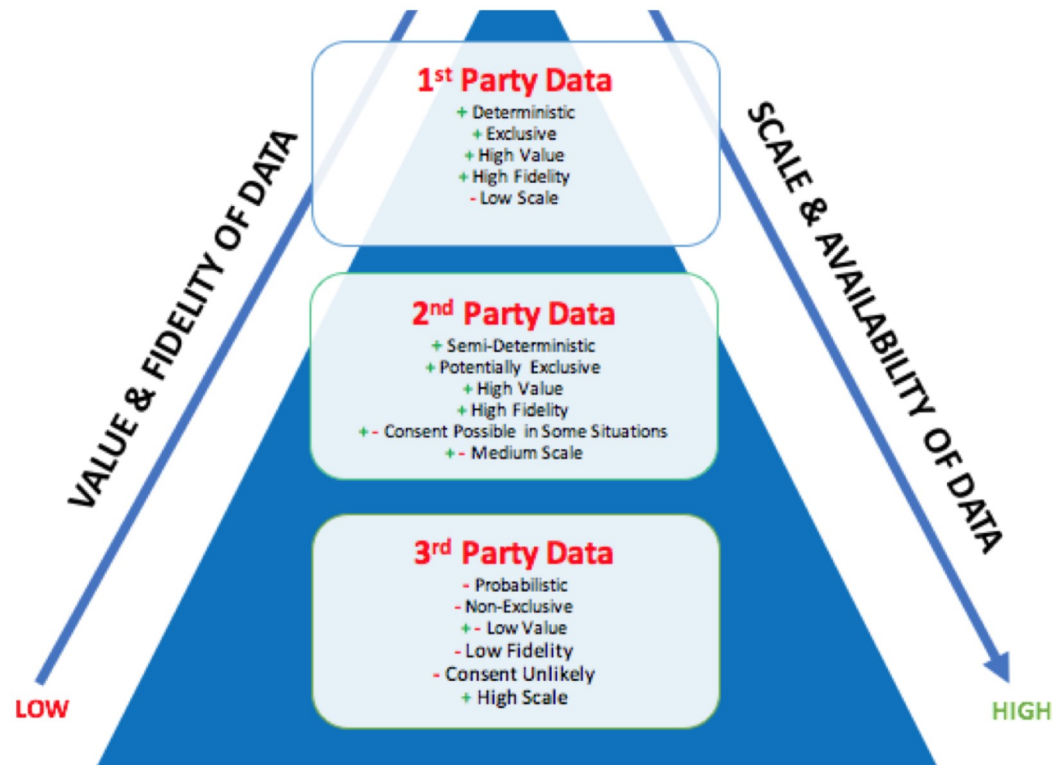 1st Party Data
+ Deterministic
+ Exclusive
+ High Value
+ High Fidelity
- Low Scale
VALUE & FIDELITY OF DATA
SCALE & AVAILABILITY OF DATA
2nd Party Data
+ Semi-Deterministic
+ Potentially Exclusive
+ High Value
+ High Fidelity
+ - Consent Possible in Some Situations
+ - Medium Scale
3rd Party Data
- Probabilistic
- Non-Exclusive
+ - Low Value
- Low Fidelity
- Consent Unlikely
+ High Scale
LOW
HIGH